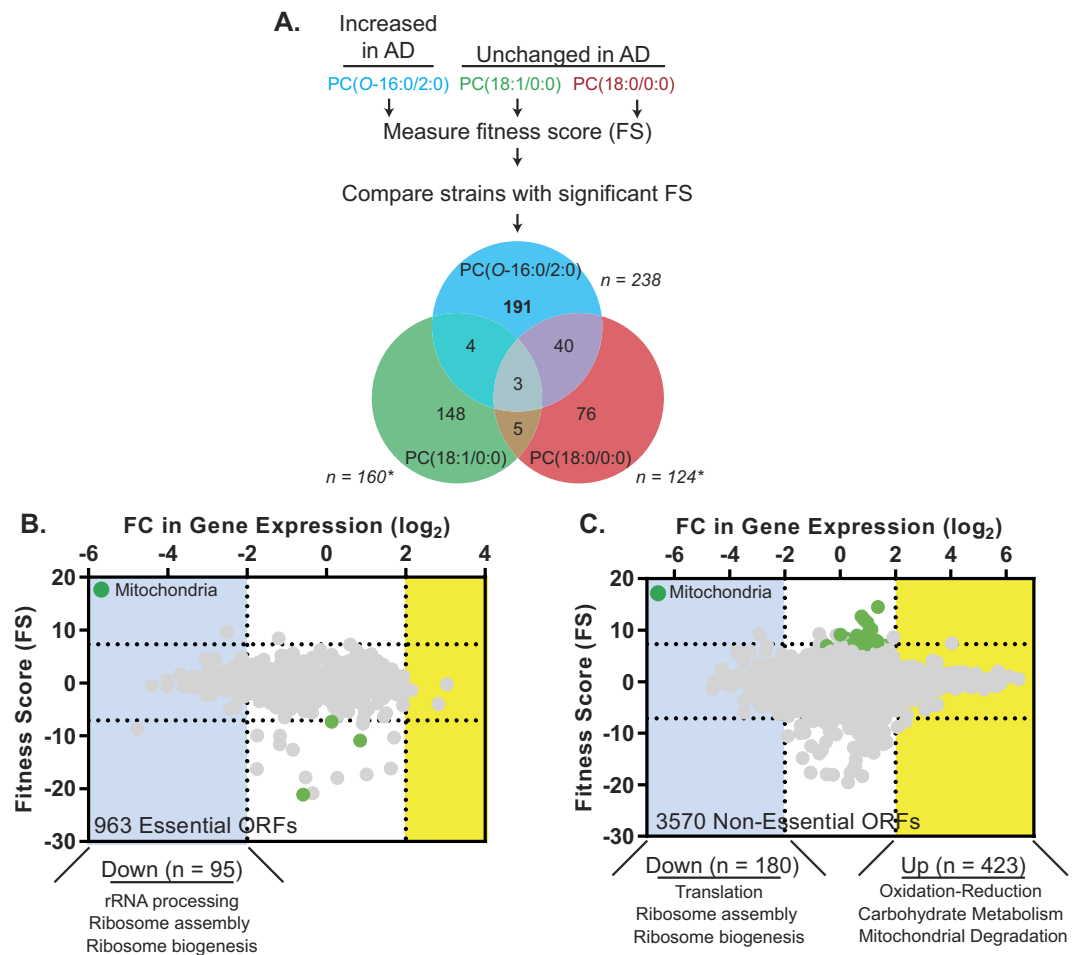 A.
Increased
in AD
Unchanged in AD
PC(O-16:0/2:0) PC(18:1/0:0) PC(18:0/0:0)
Measure fitness score (FS)
Compare strains with significant FS
PC(O-16:0/2:0)
n = 238
191
4
40
3
148
76
5
PC(18:1/0:0)
PC(18:0/0:0)
n = 160*
n = 124*
B.
FC in Gene Expression (log2)
-6 -4 -2 0 2 4
Fitness Score (FS)
20
10
0
-10
-20
-30
Mitochondria
963 Essential ORFs
Down (n = 95)
rRNA processing
Ribosome assembly
Ribosome biogenesis
C.
FC in Gene Expression (log2)
-6 -4 -2 0 2 4 6
Fitness Score (FS)
20
10
0
-10
-20
-30
Mitochondria
3570 Non-Essential ORFs
Down (n = 180)
Translation
Ribosome assembly
Ribosome biogenesis
Up (n = 423)
Oxidation-Reduction
Carbohydrate Metabolism
Mitochondrial Degradation